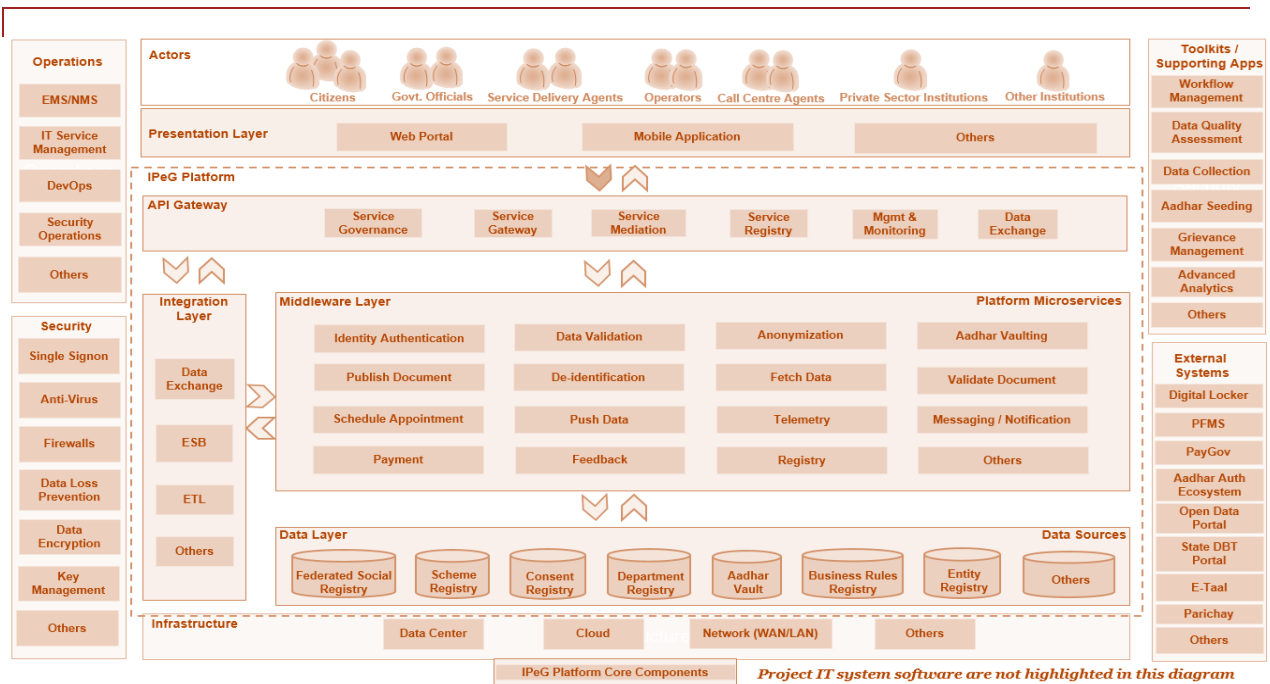 Operations
EMS/NMS
IT Service
Management
DevOps
Security
Operations
Others
Security
Single Signon
Anti-Virus
Firewalls
Data Loss
Prevention
Data
Encryption
Key
Management
Others
Actors
Citizens
Govt. Officials
Service Delivery Agents
Operators
Call Centre Agents
Private Sector Institutions
Other Institutions
Presentation Layer
Web Portal
Mobile Application
Others
IPeG Platform
API Gateway
Service
Governance
Service
Gateway
Service
Mediation
Service
Registry
Mgmt &
Monitoring
Data
Exchange
Integration
Layer
Data
Exchange
ESB
ETL
Others
Middleware Layer
Platform Microservices
Identity Authentication
Data Validation
Anonymization
Aadhar Vaulting
Publish Document
De-identification
Fetch Data
Validate Document
Schedule Appointment
Push Data
Telemetry
Messaging / Notification
Payment
Feedback
Registry
Others
Data Layer
Data Sources
Federated Social
Registry
Scheme
Registry
Consent
Registry
Department
Registry
Aadhar
Vault
Business Rules
Registry
Entity
Registry
Others
Infrastructure
Data Center
Cloud
Network (WAN/LAN)
Others
IPeG Platform Core Components
Project IT system software are not highlighted in this diagram
Toolkits /
Supporting Apps
Workflow
Management
Data Quality
Assessment
Data Collection
Aadhar Seeding
Grievance
Management
Advanced
Analytics
Others
External
Systems
Digital Locker
PFMS
PayGov
Aadhar Auth
Ecosystem
Open Data
Portal
State DBT
Portal
E-Taal
Parichay
Others